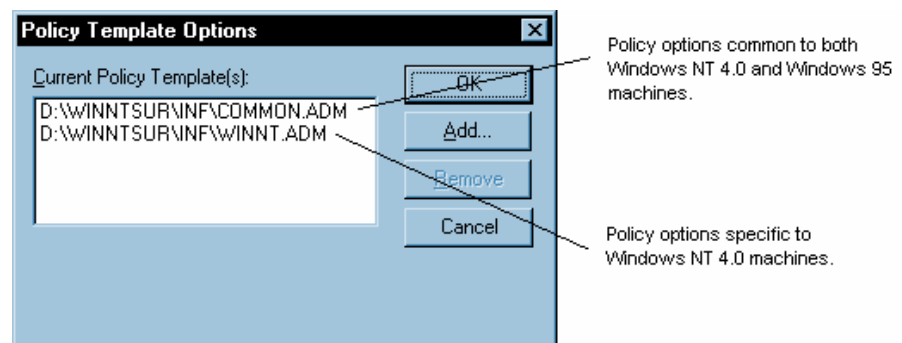 Policy Template Options
Current Policy Template(s):
D:\WINNTSUR\INF\COMMON.ADM
D:\WINNTSUR\INF\WINNT.ADM
OK
Add...
Remove
Cancel
Policy options common to both
Windows NT 4.0 and Windows 95
machines.
Policy options specific to
Windows NT 4.0 machines.